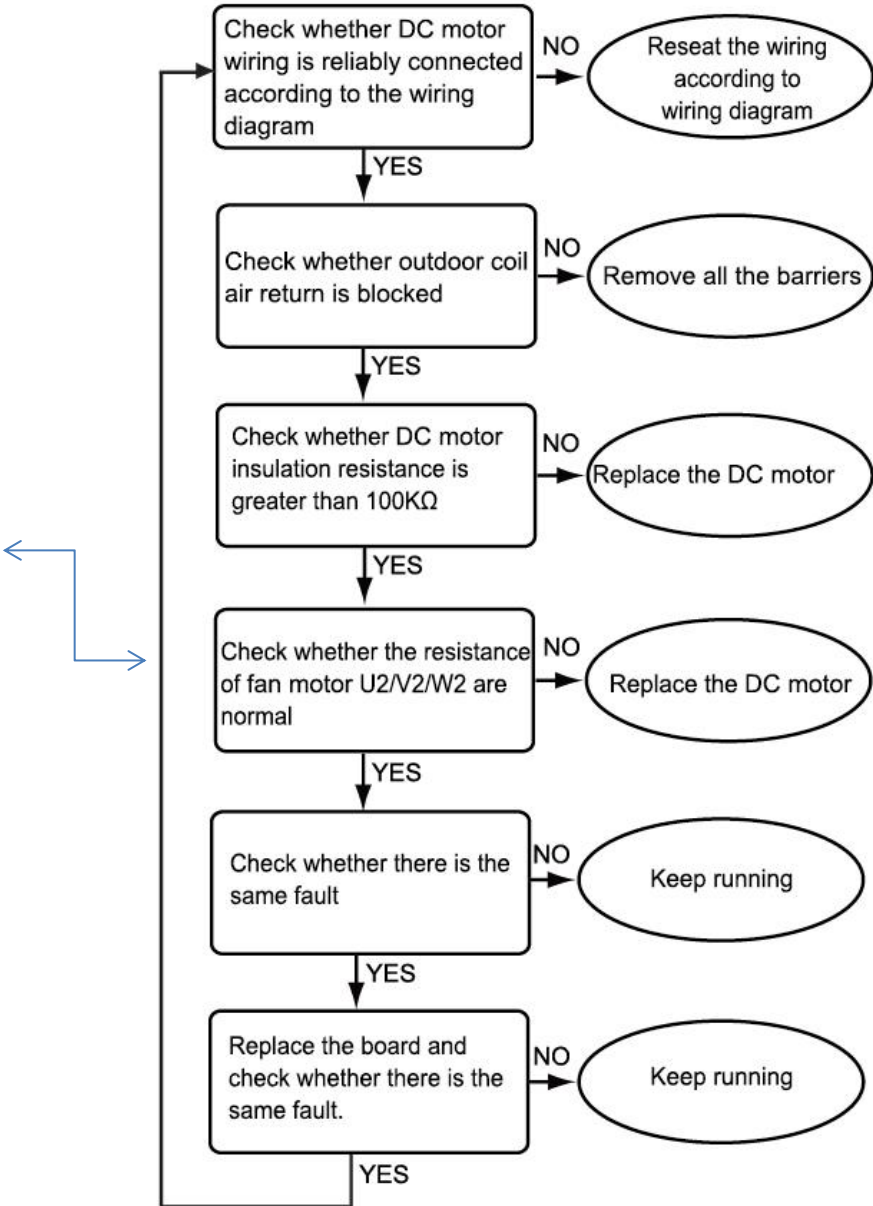 Check whether DC motor
wiring is reliably connected
according to the wiring
diagram
NO
Reseat the wiring
according to
wiring diagram
YES
Check whether outdoor coil
air return is blocked
NO
Remove all the barriers
YES
Check whether DC motor
insulation resistance is
greater than 100KΩ
NO
Replace the DC motor
YES
Check whether the resistance
of fan motor U2/V2/W2 are
normal
NO
Replace the DC motor
YES
Check whether there is the
same fault
NO
Keep running
YES
Replace the board and
check whether there is the
same fault.
NO
Keep running
YES